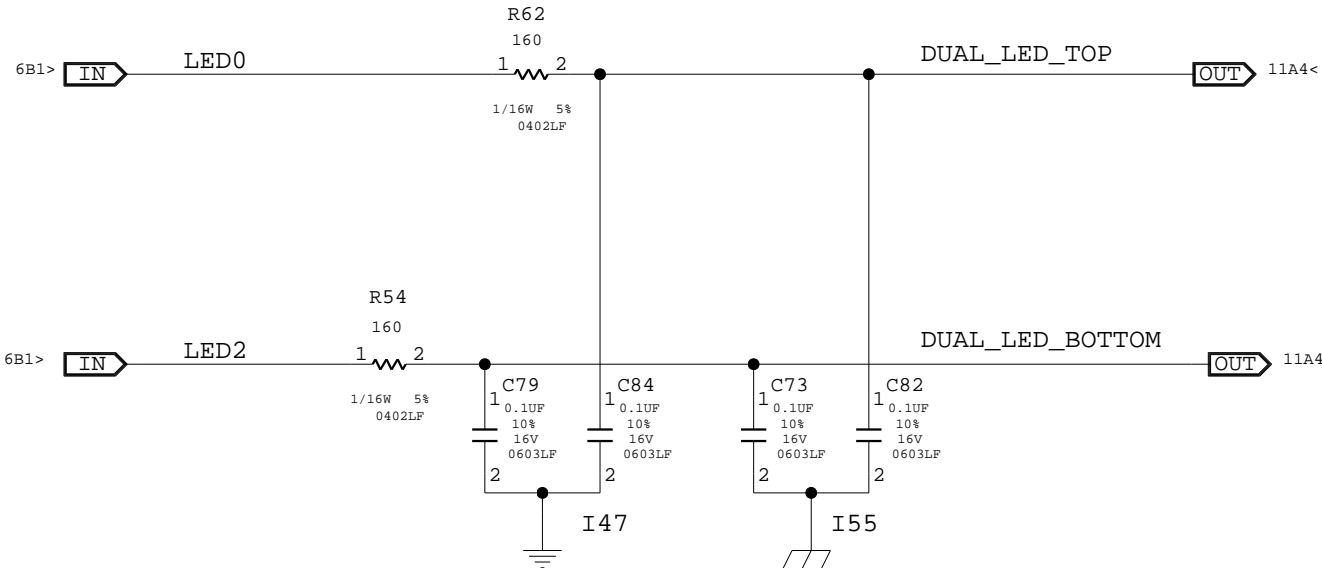 R62
160
6B1> IN LED0 1 2 DUAL_LED_TOP OUT 11A4<
1/16W 5%
0402LF
R54
160
6B1> IN LED2 1 2 DUAL_LED_BOTTOM OUT 11A4
C79 C84 C73 C82
1 0.1UF 1 0.1UF 1 0.1UF 1 0.1UF
1/16W 5%
0402LF
10% 10% 10% 10%
16V 16V 16V 16V
0603LF 0603LF 0603LF 0603LF
2 2 2 2
I47 I55